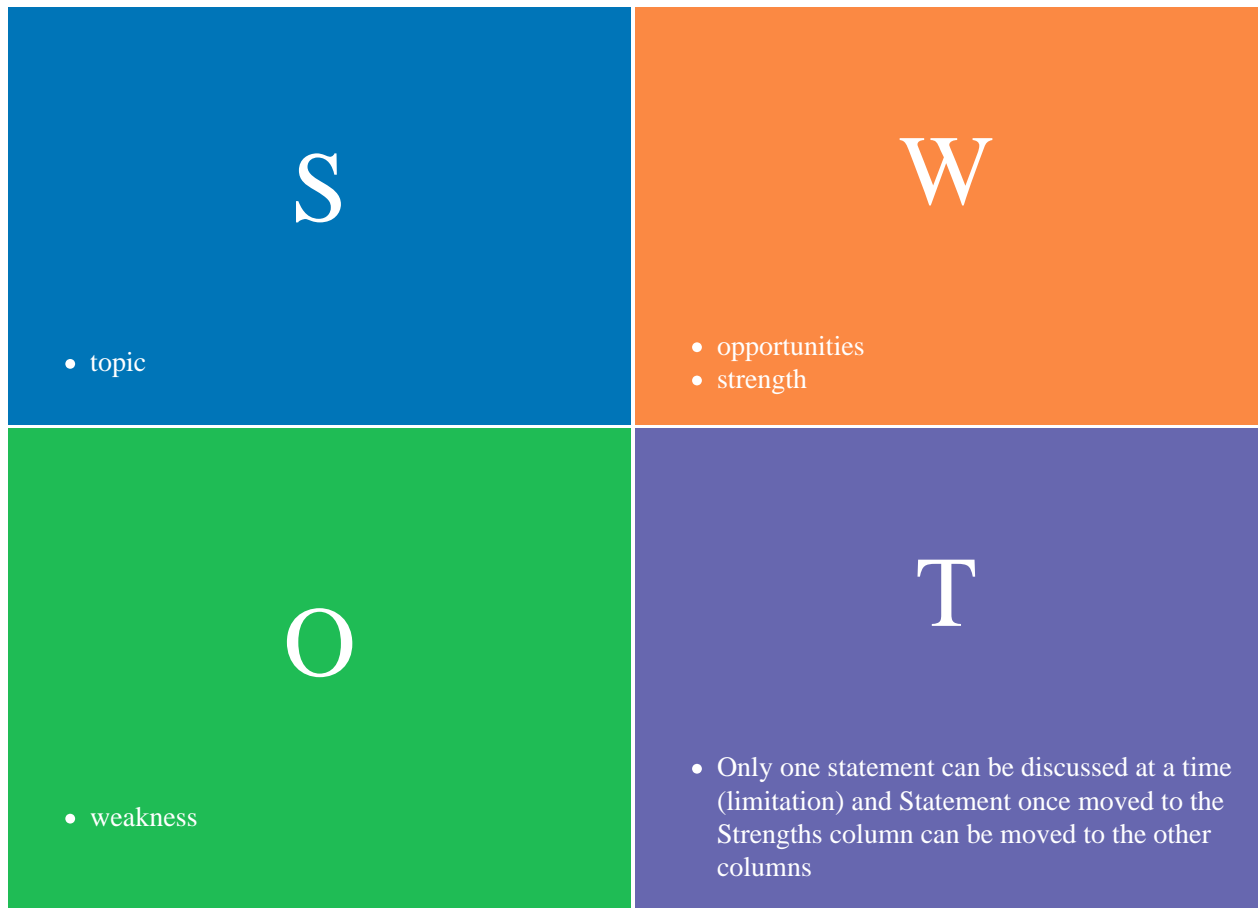 S
topic
W
opportunities
strength
O
weakness
T
Only one statement can be discussed at a time
(limitation) and Statement once moved to the
Strengths column can be moved to the other
columns